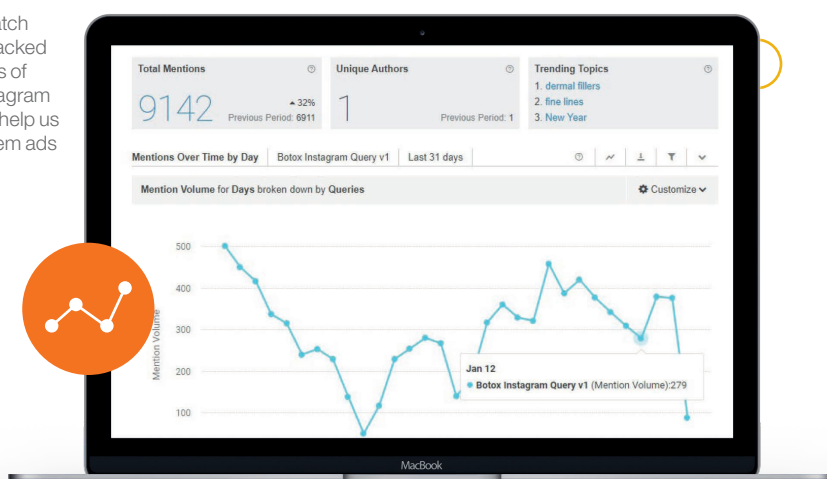 acked
s of
agram
help us
em ads
Total Mentions
9142
32%
Previous Period: 6911
Unique Authors
1
Previous Period: 1
Trending Topics
1. dermal fillers
2. fine lines
3. New Year
Mentions Over Time by Day
Botox Instagram Query v1
Last 31 days
Mention Volume for Days broken down by Queries
Customize
Mention Volume
500
400
300
200
100
Jan 12
Botox Instagram Query v1 (Mention Volume):279
MacBook